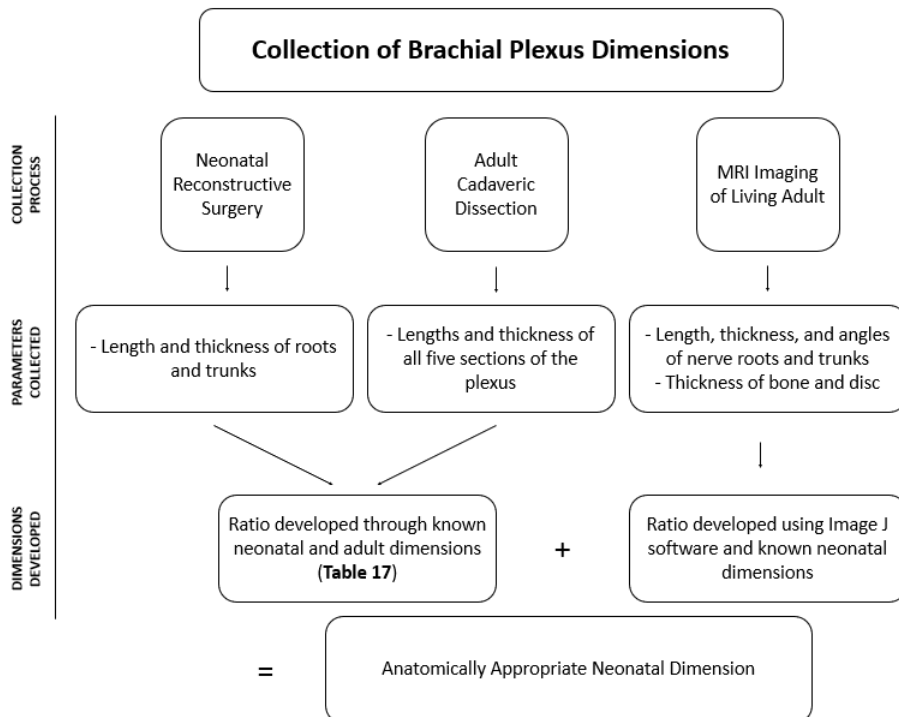 Collection of Brachial Plexus Dimensions
COLLECTION
PROCESS
Neonatal
Reconstructive
Surgery
Adult
Cadaveric
Dissection
MRI Imaging
of Living Adult
PARAMETERS
COLLECTED
- Length and thickness of roots
and trunks
- Lengths and thickness of
all five sections of the
plexus
- Length, thickness, and angles
of nerve roots and trunks
- Thickness of bone and disc
DIMENSIONS
DEVELOPED
Ratio developed through known
neonatal and adult dimensions
(Table 17)
+
Ratio developed using Image J
software and known neonatal
dimensions
=
Anatomically Appropriate Neonatal Dimension